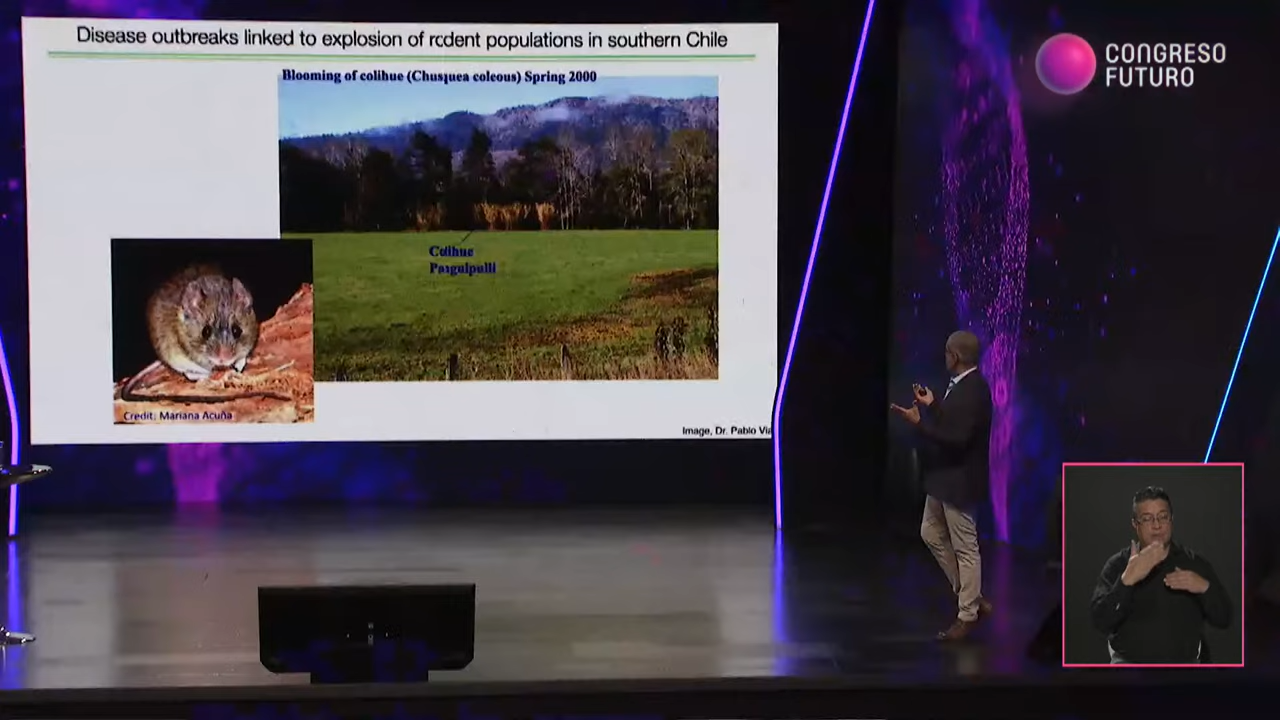 Disease outbreaks linked to explosion of rodent populations in southern Chile
Blooming of colihue (Chusquea coleous) Spring 2000
Colihue
Panguipulli
Credit: Mariana Acuña
Image, Dr. Pablo
CONGRESO
FUTURO